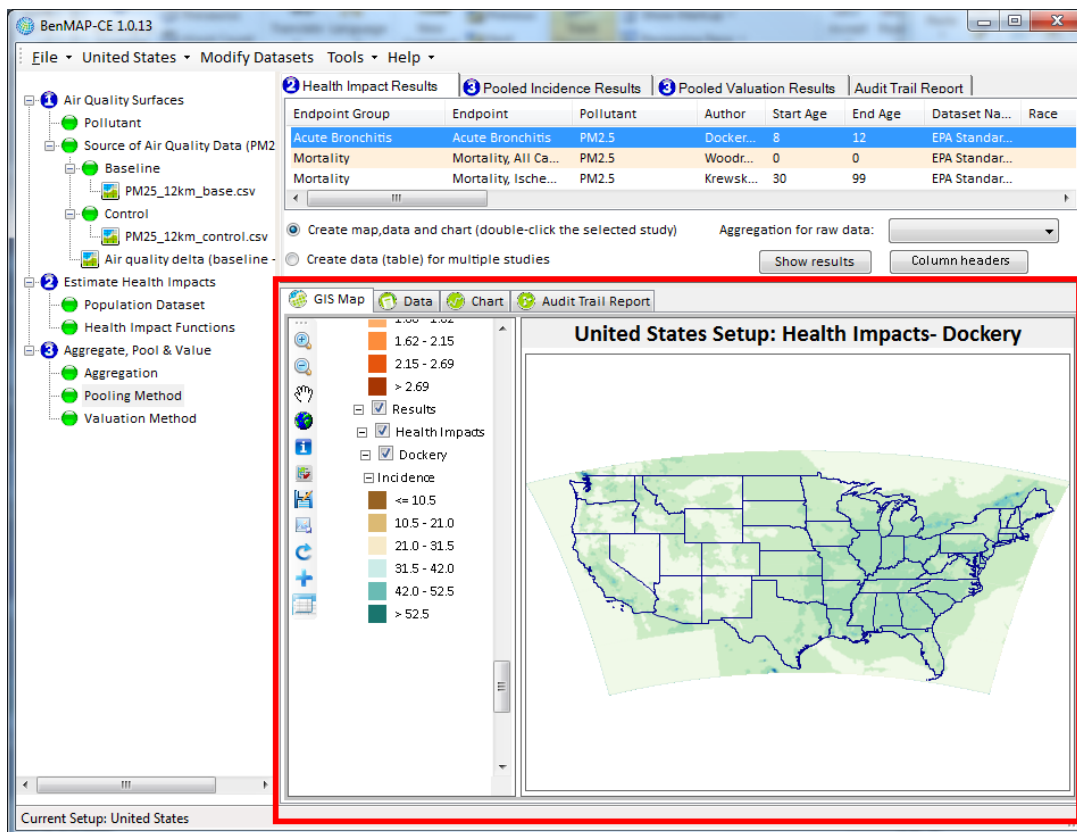 BenMAP-CE 1.0.13
File United States Modify Datasets Tools Help
1 Air Quality Surfaces
Pollutant
Source of Air Quality Data (PM2
Baseline
PM25_12km_base.csv
Control
PM25_12km_control.csv
Air quality delta (baseline -
2 Estimate Health Impacts
Population Dataset
Health Impact Functions
3 Aggregate, Pool & Value
Aggregation
Pooling Method
Valuation Method
2 Health Impact Results 3 Pooled Incidence Results 3 Pooled Valuation Results Audit Trail Report
Endpoint Group Endpoint Pollutant Author Start Age End Age Dataset Na... Race
Acute Bronchitis Acute Bronchitis PM2.5 Docker... 8 12 EPA Standar...
Mortality Mortality, All Ca... PM2.5 Woodr... 0 0 EPA Standar...
Mortality Mortality, Ische... PM2.5 Krewsk... 30 99 EPA Standar...
Create map,data and chart (double-click the selected study) Aggregation for raw data:
Create data (table) for multiple studies Show results Column headers
GIS Map Data Chart Audit Trail Report
1.62 - 2.15
2.15 - 2.69
> 2.69
Results
Health Impacts
Dockery
Incidence
<= 10.5
10.5 - 21.0
21.0 - 31.5
31.5 - 42.0
42.0 - 52.5
> 52.5
United States Setup: Health Impacts- Dockery
Current Setup: United States